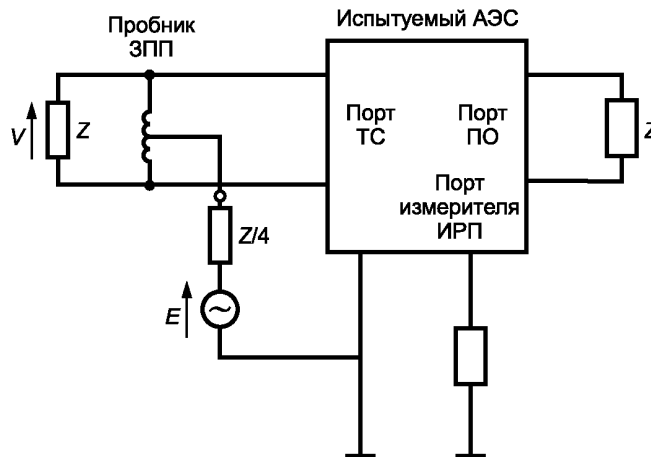 Пробник
ЗПП
Испытуемый АЭС
V
Z
Порт
ТС
Порт
ПО
Z
Порт
измерителя
ИРП
Z/4
E